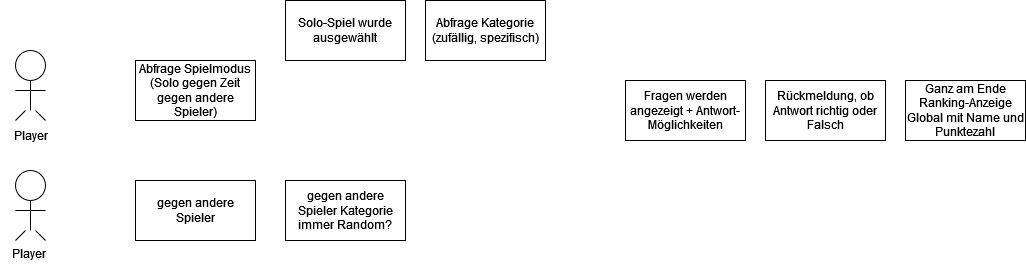 Solo-Spiel wurde
ausgewählt
Abfrage Kategorie
(zufällig, spezifisch)
Player
Abfrage Spielmodus
(Solo gegen Zeit
gegen andere
Spieler)
Fragen werden
angezeigt + Antwort-
Möglichkeiten
Rückmeldung, ob
Antwort richtig oder
Falsch
Ganz am Ende
Ranking-Anzeige
Global mit Name und
Punktezahl
Player
gegen andere
Spieler
gegen andere
Spieler Kategorie
immer Random?